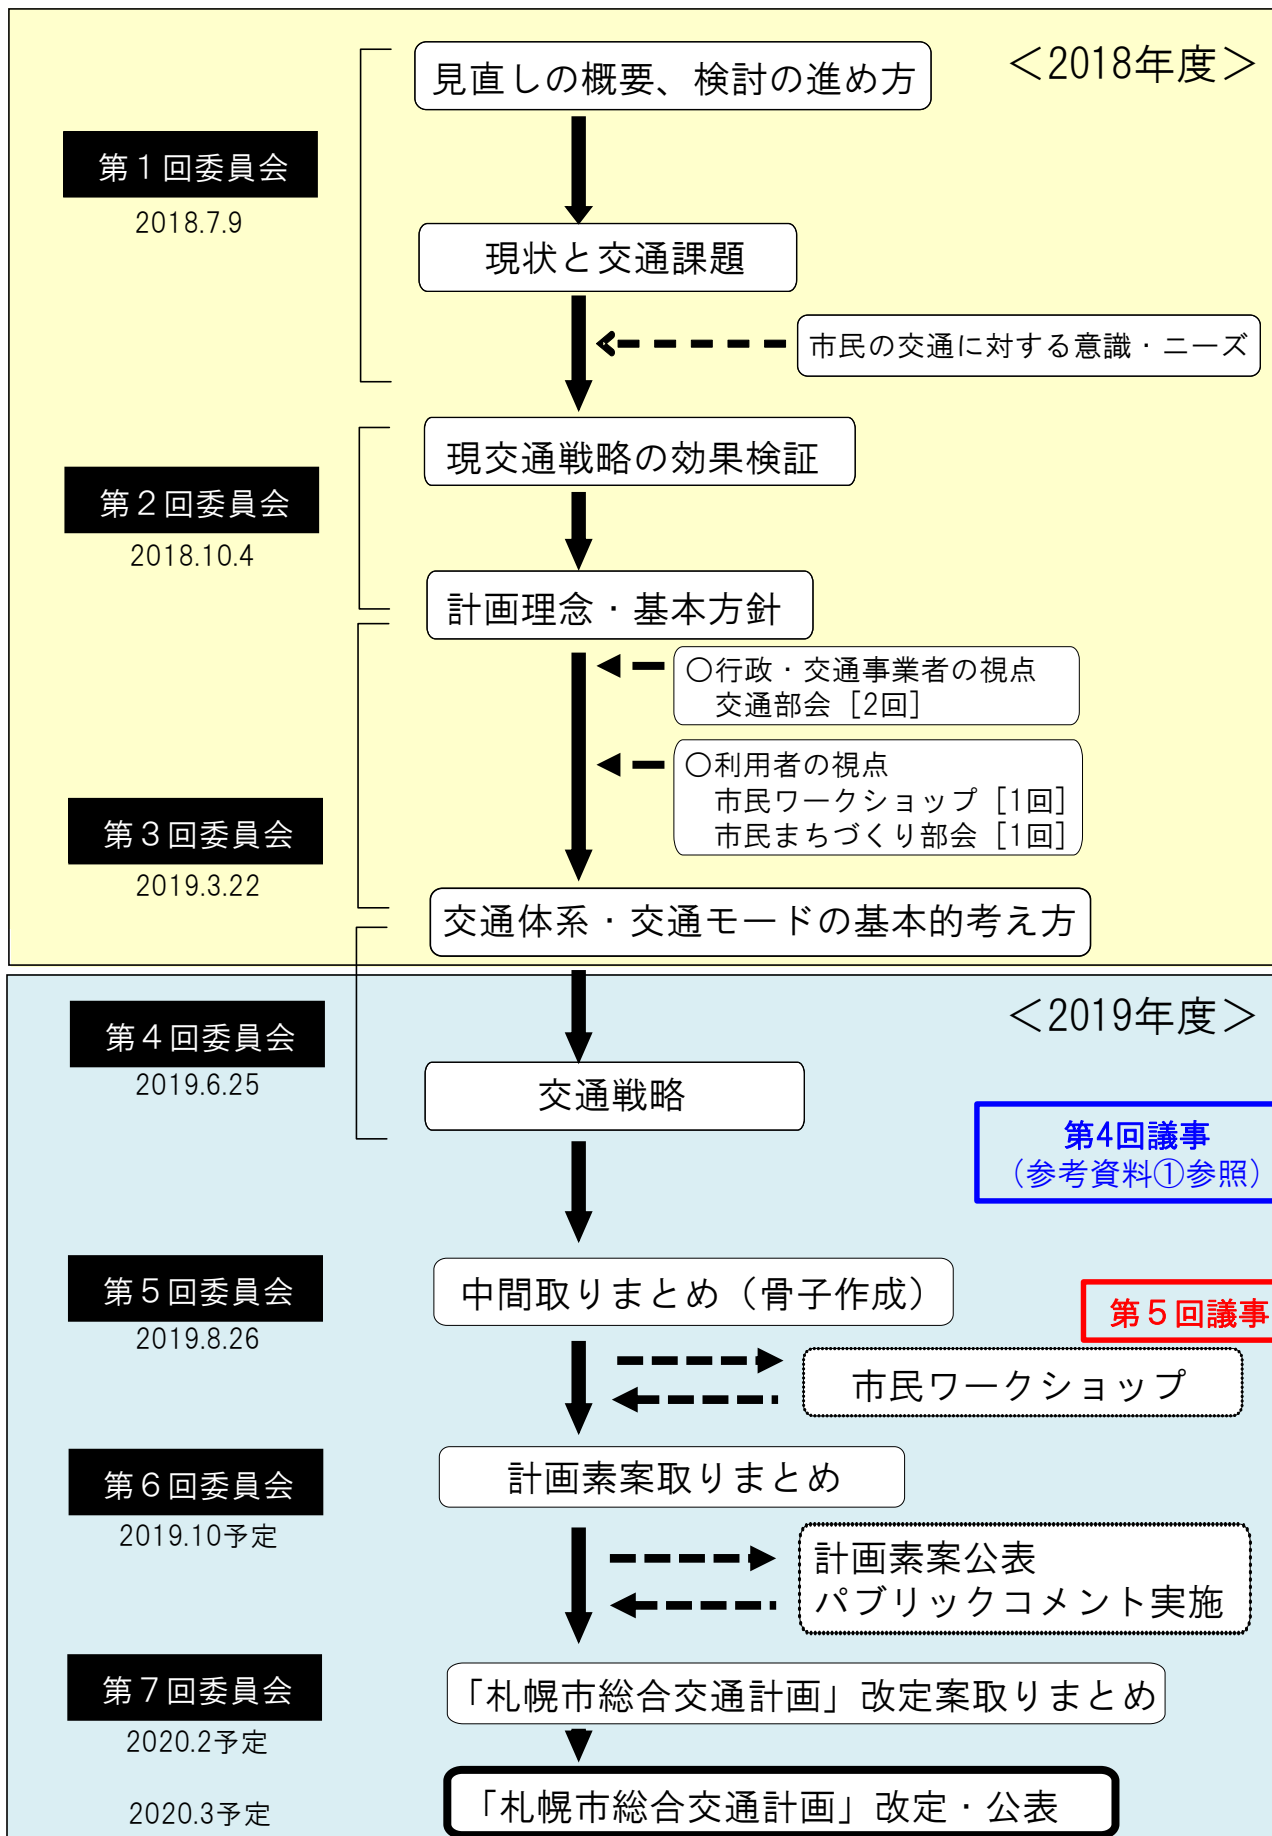 ＜2018年度＞
見直しの概要、検討の進め方
第１回委員会
2018.7.9
現状と交通課題
市民の交通に対する意識・ニーズ
現交通戦略の効果検証
第２回委員会
2018.10.4
計画理念・基本方針
○行政・交通事業者の視点
交通部会［2回］
○利用者の視点
市民ワークショップ［1回］
市民まちづくり部会［1回］
第３回委員会
2019.3.22
交通体系・交通モードの基本的考え方
＜2019年度＞
第４回委員会
2019.6.25
交通戦略
第4回議事
（参考資料①参照）
第５回委員会
2019.8.26
中間取りまとめ（骨子作成）
第５回議事
市民ワークショップ
第６回委員会
2019.10予定
計画素案取りまとめ
計画素案公表
パブリックコメント実施
第７回委員会
2020.2予定
「札幌市総合交通計画」改定案取りまとめ
2020.3予定
「札幌市総合交通計画」改定・公表